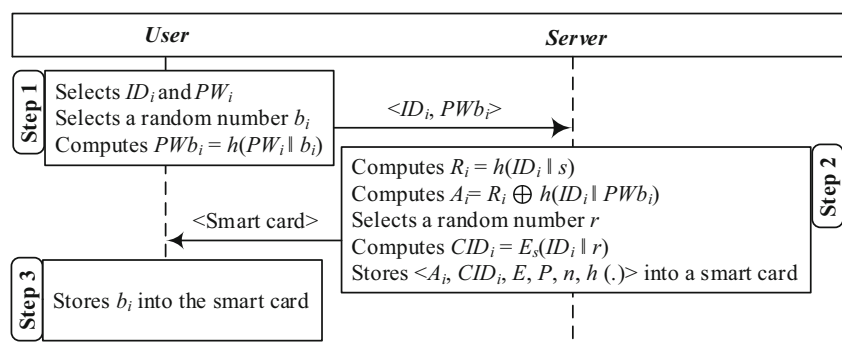 User Server
Step 1
Selects IDᵢ and PWᵢ
Selects a random number bᵢ
Computes PWbᵢ = h(PWᵢ ‖ bᵢ)
<IDᵢ, PWbᵢ>
Step 2
Computes Rᵢ = h(IDᵢ ‖ s)
Computes Aᵢ= Rᵢ ⊕ h(IDᵢ ‖ PWbᵢ)
Selects a random number r
Computes CIDᵢ = Eₛ(IDᵢ ‖ r)
Stores <Aᵢ, CIDᵢ, E, P, n, h (.)> into a smart card
<Smart card>
Step 3
Stores bᵢ into the smart card